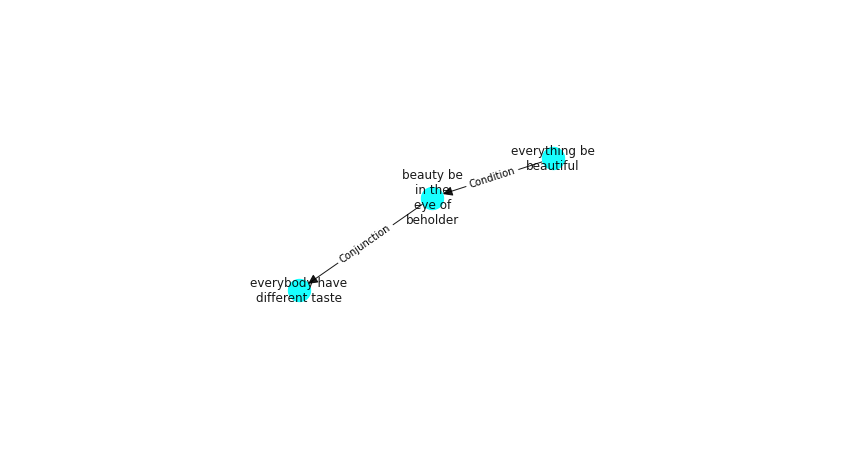 everything be
beautiful
Condition
beauty be
in the
eye of
beholder
Conjunction
everybody have
different taste